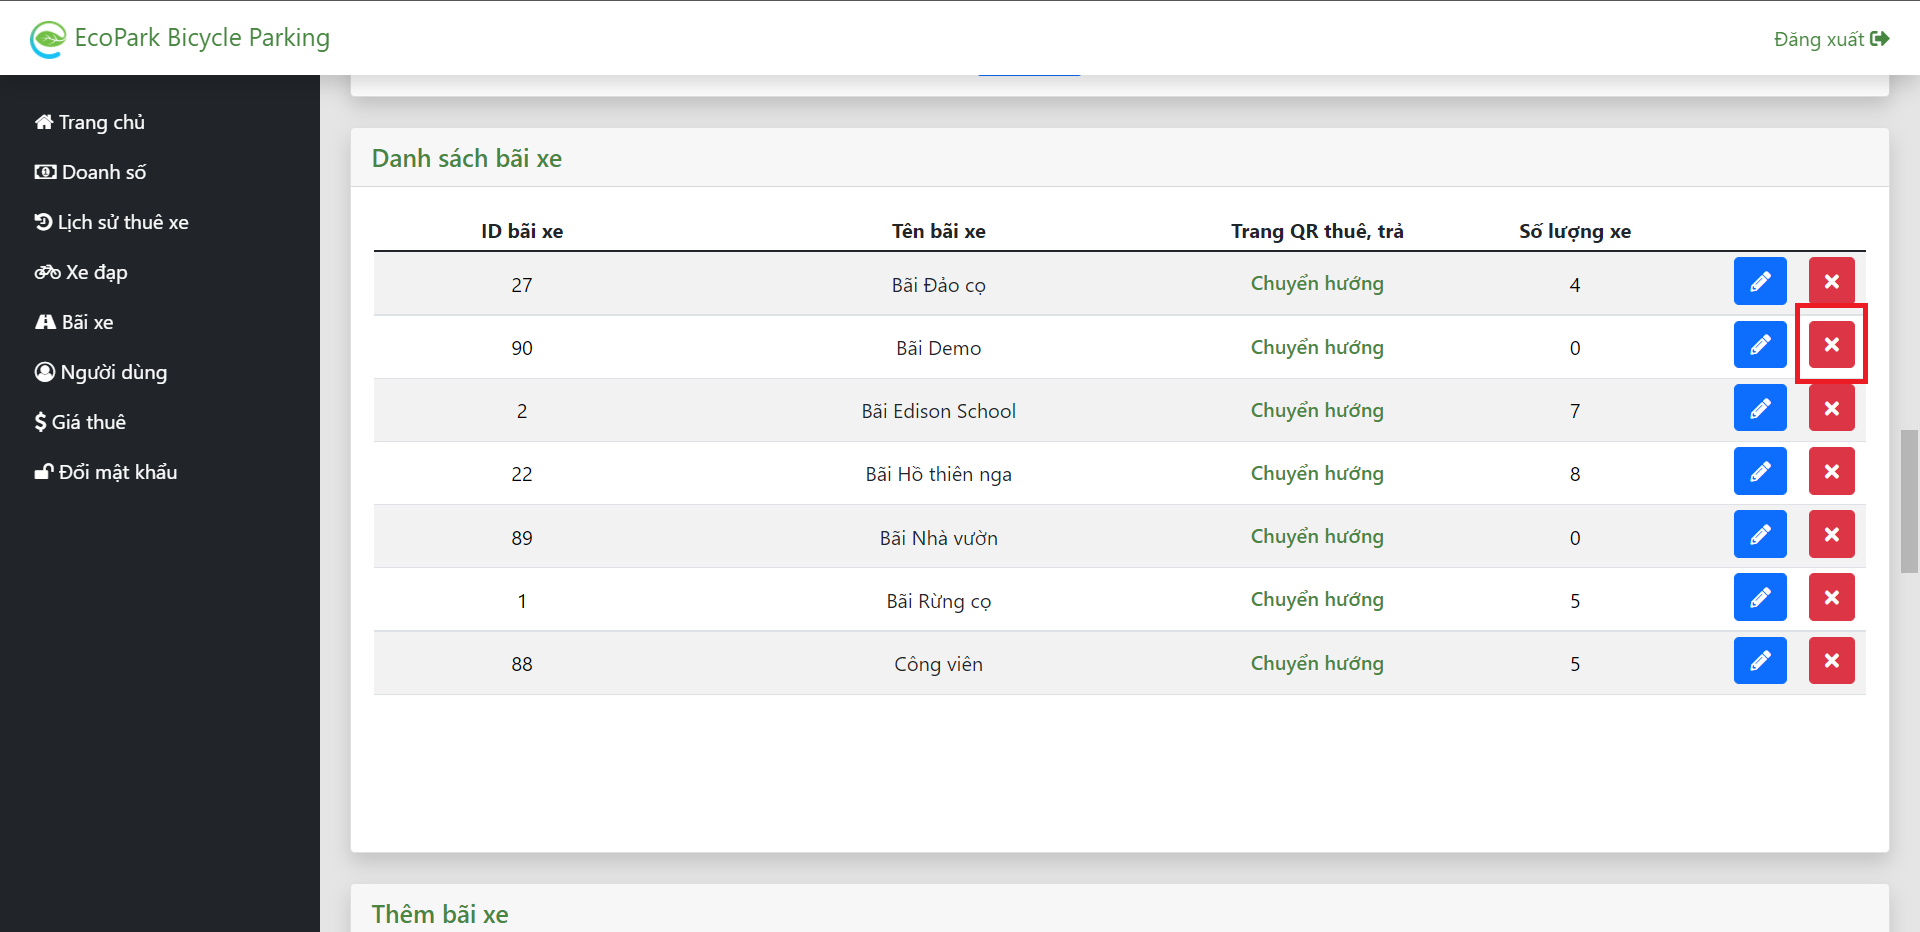 EcoPark Bicycle Parking
Đăng xuất
Trang chủ
Doanh số
Lịch sử thuê xe
Xe đạp
Bãi xe
Người dùng
Giá thuê
Đổi mật khẩu
Danh sách bãi xe
ID bãi xe Tên bãi xe Trang QR thuê, trả Số lượng xe
27 Bãi Đảo cọ Chuyển hướng 4
90 Bãi Demo Chuyển hướng 0
2 Bãi Edison School Chuyển hướng 7
22 Bãi Hồ thiên nga Chuyển hướng 8
89 Bãi Nhà vườn Chuyển hướng 0
1 Bãi Rừng cọ Chuyển hướng 5
88 Công viên Chuyển hướng 5
Thêm bãi xe